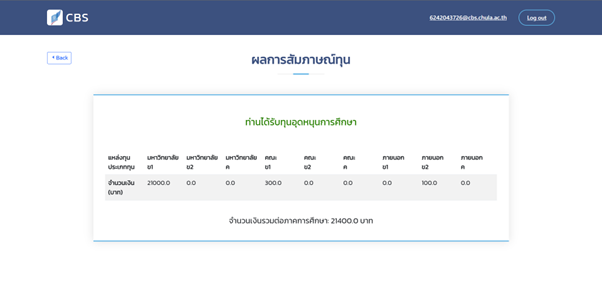 CBS
6242043726@cbs.chula.ac.th
Log out
Back
ผลการสัมภาษณ์ทุน
ท่านได้รับทุนอุดหนุนการศึกษา
แหล่งทุน มหาวิทยาลัย มหาวิทยาลัย มหาวิทยาลัย คณะ คณะ คณะ ภายนอก ภายนอก ภายนอก
ประเภททุน ข1 ข2 ค ข1 ข2 ค ข1 ข2 ค
จำนวนเงิน 21000.0 0.0 0.0 300.0 0.0 0.0 0.0 100.0 0.0
(บาท)
จำนวนเงินรวมต่อภาคการศึกษา: 21400.0 บาท